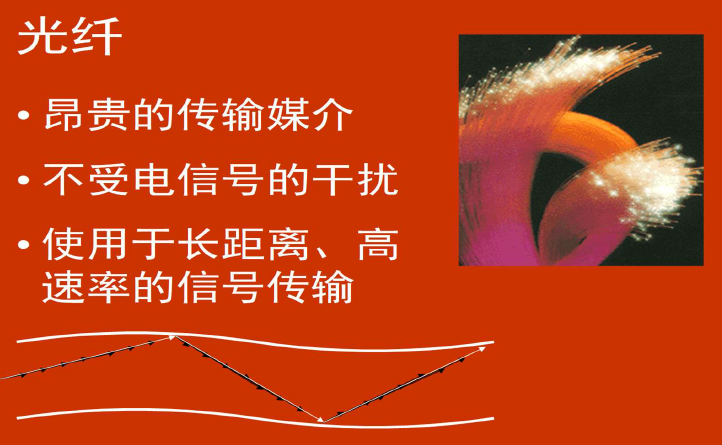 光纤
• 昂贵的传输媒介
• 不受电信号的干扰
• 使用于长距离、高
速率的信号传输